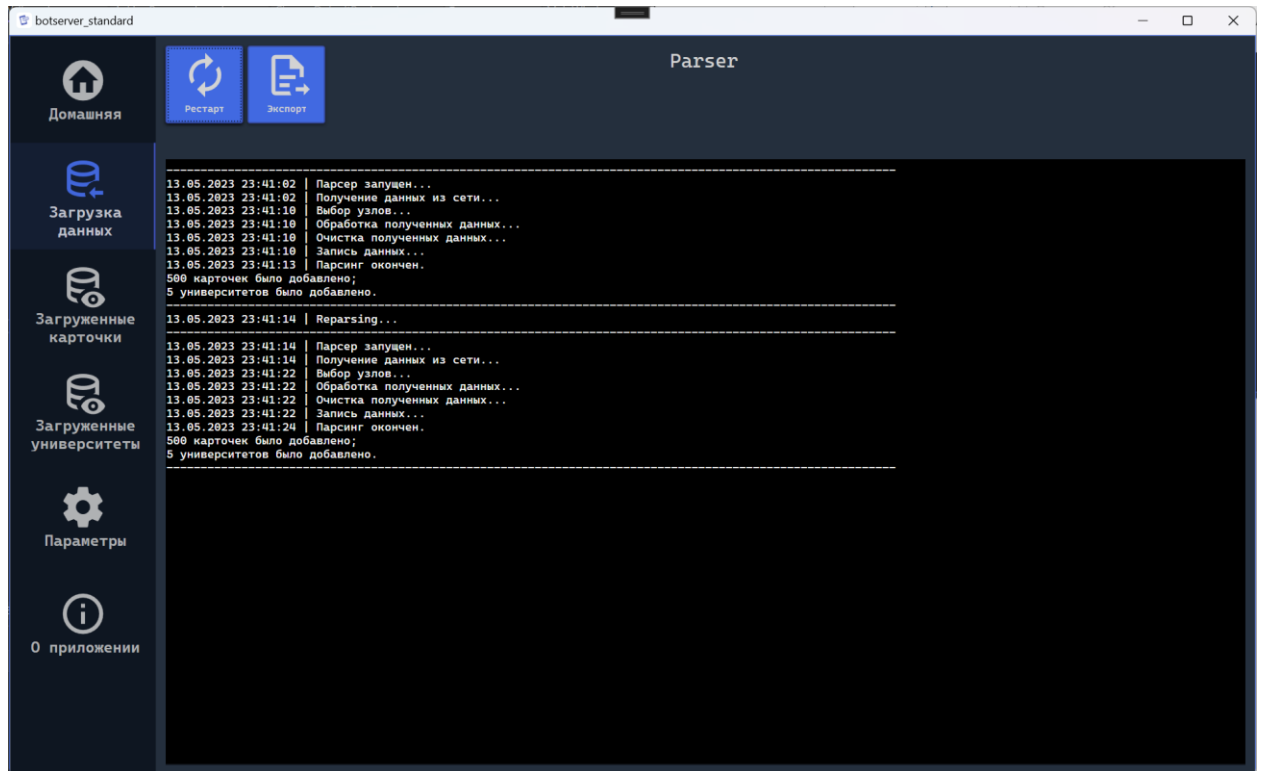 botserver_standard
Домашняя
Загрузка
данных
Загруженные
карточки
Загруженные
университеты
Параметры
О приложении
Рестарт
Экспорт
Parser
13.05.2023 23:41:02 | Парсер запущен...
13.05.2023 23:41:02 | Получение данных из сети...
13.05.2023 23:41:10 | Выбор узлов...
13.05.2023 23:41:10 | Обработка полученных данных...
13.05.2023 23:41:10 | Очистка полученных данных...
13.05.2023 23:41:10 | Запись данных...
13.05.2023 23:41:13 | Парсинг окончен.
500 карточек было добавлено;
5 университетов было добавлено.
13.05.2023 23:41:14 | Reparsing...
13.05.2023 23:41:14 | Парсер запущен...
13.05.2023 23:41:14 | Получение данных из сети...
13.05.2023 23:41:22 | Выбор узлов...
13.05.2023 23:41:22 | Обработка полученных данных...
13.05.2023 23:41:22 | Очистка полученных данных...
13.05.2023 23:41:22 | Запись данных...
13.05.2023 23:41:24 | Парсинг окончен.
500 карточек было добавлено;
5 университетов было добавлено.